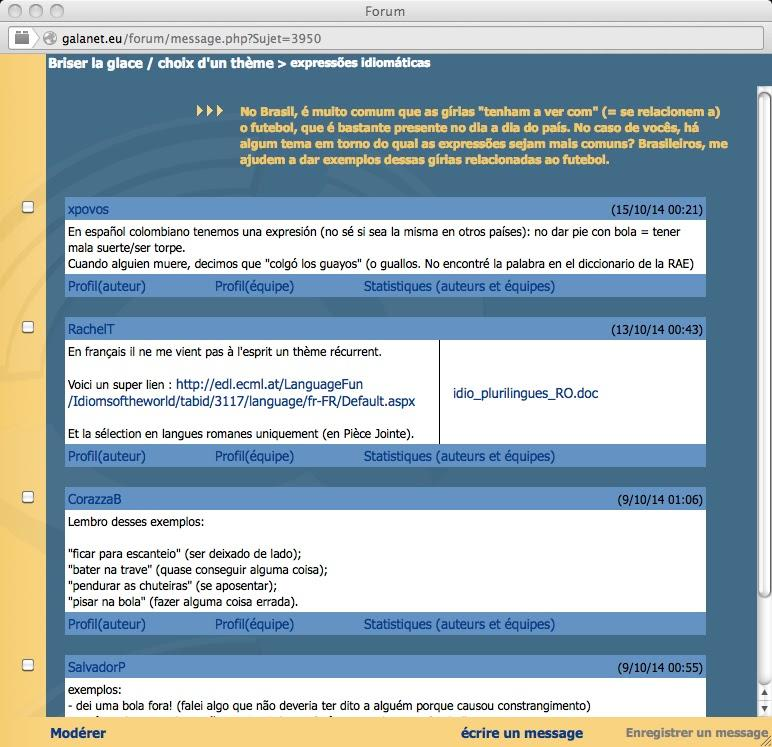 Forum
galanet.eu/forum/message.php?Sujet=3950
Briser la glace / choix d'un thème > expressões idiomáticas
No Brasil, é muito comum que as gírias "tenham a ver com" (= se relacionem a)
o futebol, que é bastante presente no dia a dia do país. No caso de vocês, há
algum tema em torno do qual as expressões sejam mais comuns? Brasileiros, me
ajudem a dar exemplos dessas gírias relacionadas ao futebol.
xpovos (15/10/14 00:21)
En español colombiano tenemos una expresión (no sé si sea la misma en otros países): no dar pie con bola = tener
mala suerte/ser torpe.
Cuando alguien muere, decimos que "colgó los guayos" (o guallos. No encontré la palabra en el diccionario de la RAE)
Profil(auteur) Profil(équipe) Statistiques (auteurs et équipes)
RachelT (13/10/14 00:43)
En français il ne me vient pas à l'esprit un thème récurrent.
Voici un super lien : http://edl.ecml.at/LanguageFun
/Idiomsoftheworld/tabid/3117/language/fr-FR/Default.aspx
Et la sélection en langues romanes uniquement (en Pièce Jointe).
idio_plurilingues_RO.doc
Profil(auteur) Profil(équipe) Statistiques (auteurs et équipes)
CorazzaB (9/10/14 01:06)
Lembro desses exemplos:
"ficar para escanteio" (ser deixado de lado);
"bater na trave" (quase conseguir alguma coisa);
"pendurar as chuteiras" (se aposentar);
"pisar na bola" (fazer alguma coisa errada).
Profil(auteur) Profil(équipe) Statistiques (auteurs et équipes)
SalvadorP (9/10/14 00:55)
exemplos:
- dei uma bola fora! (falei algo que não deveria ter dito a alguém porque causou constrangimento)
Modérer écrire un message Enregistrer un message